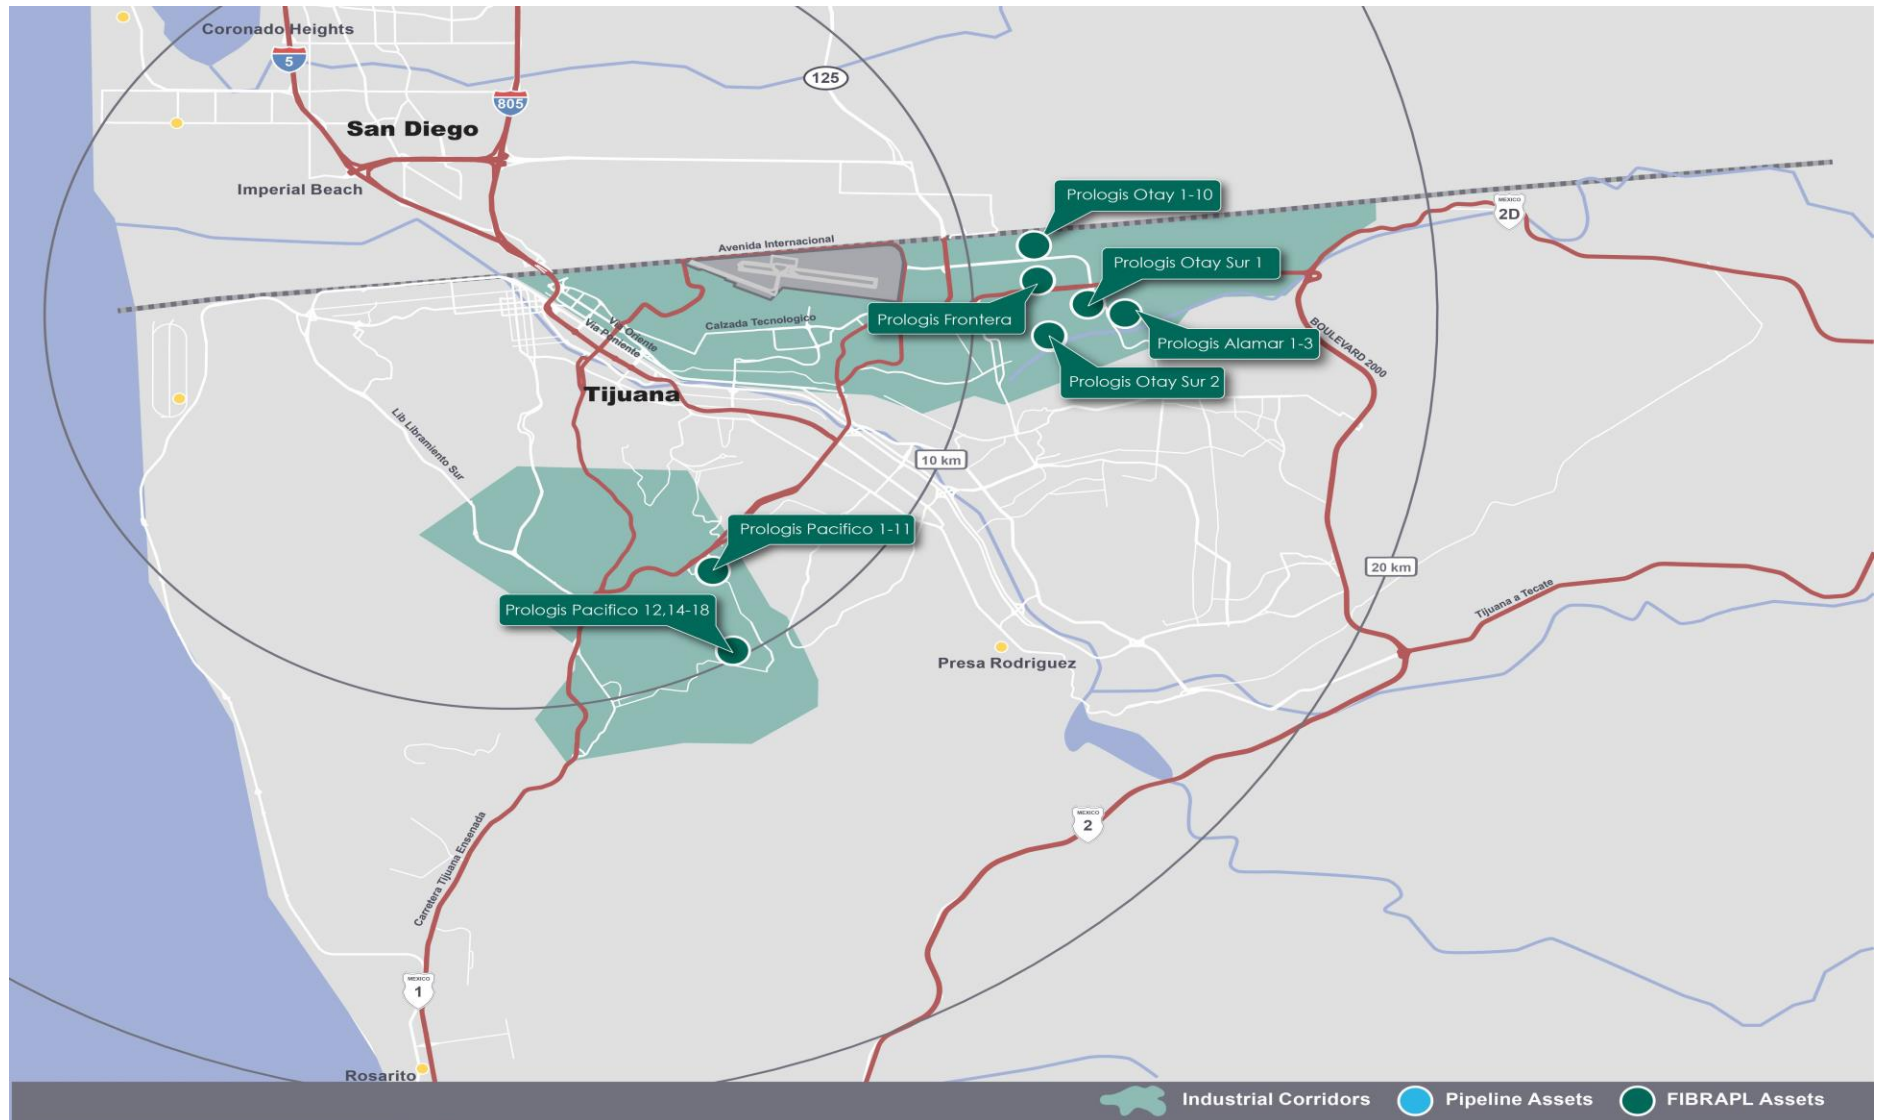 Coronado Heights
5
805
125
San Diego
Imperial Beach
Prologis Otay 1-10
MEXICO
2D
Avenida Internacional
Prologis Otay Sur 1
Prologis Frontera
Calzada Tecnologico
Via Oriente
Via Poniente
Prologis Alamar 1-3
BOULEVARD 2000
Prologis Otay Sur 2
Tijuana
Lib Libramiento Sur
10 km
Prologis Pacifico 1-11
20 km
Prologis Pacifico 12,14-18
Tijuana a Tecate
Presa Rodriguez
MEXICO
2
Carretera Tijuana Ensenada
MEXICO
1
Rosarito
Industrial Corridors
Pipeline Assets
FIBRAPL Assets